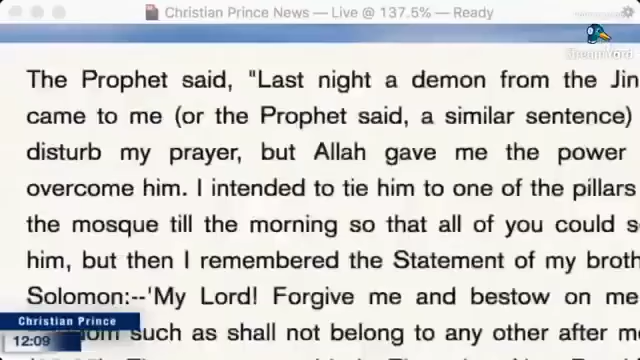 Christian Prince News — Live @ 137.5% — Ready
The Prophet said, "Last night a demon from the Jin
came to me (or the Prophet said, a similar sentence)
disturb my prayer, but Allah gave me the power
overcome him. I intended to tie him to one of the pillars
the mosque till the morning so that all of you could s
him, but then I remembered the Statement of my broth
Solomon:--'My Lord! Forgive me and bestow on me
Christian Prince
12:09
such as shall not belong to any other after me